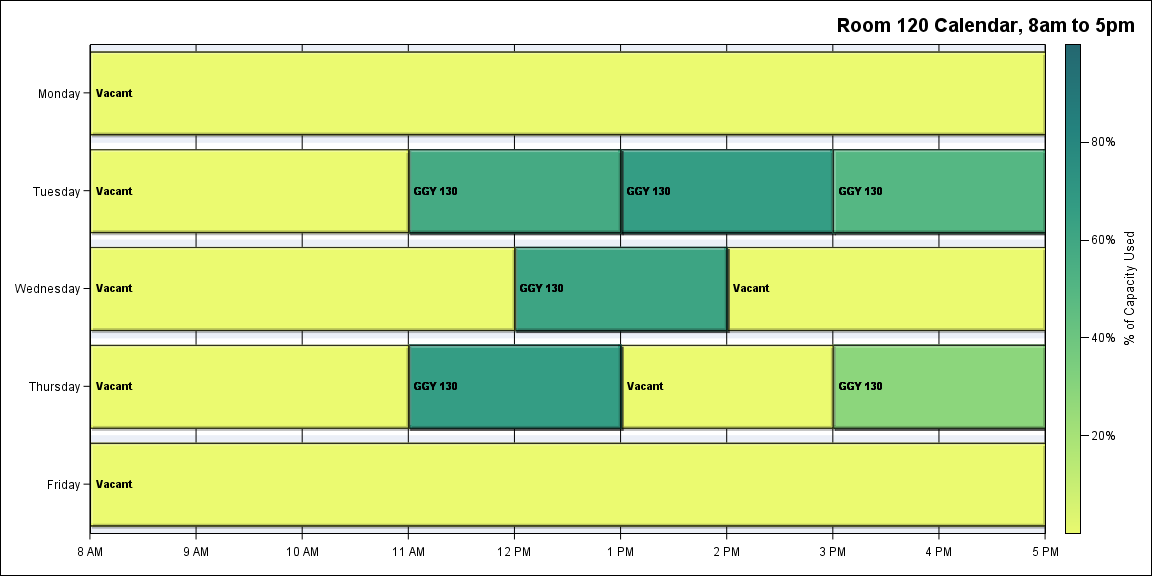 Room 120 Calendar, 8am to 5pm
Monday
Vacant
Tuesday
Vacant
GGY 130
GGY 130
GGY 130
Wednesday
Vacant
GGY 130
Vacant
Thursday
Vacant
GGY 130
Vacant
GGY 130
Friday
Vacant
8 AM
9 AM
10 AM
11 AM
12 PM
1 PM
2 PM
3 PM
4 PM
5 PM
80%
60%
40%
20%
% of Capacity Used